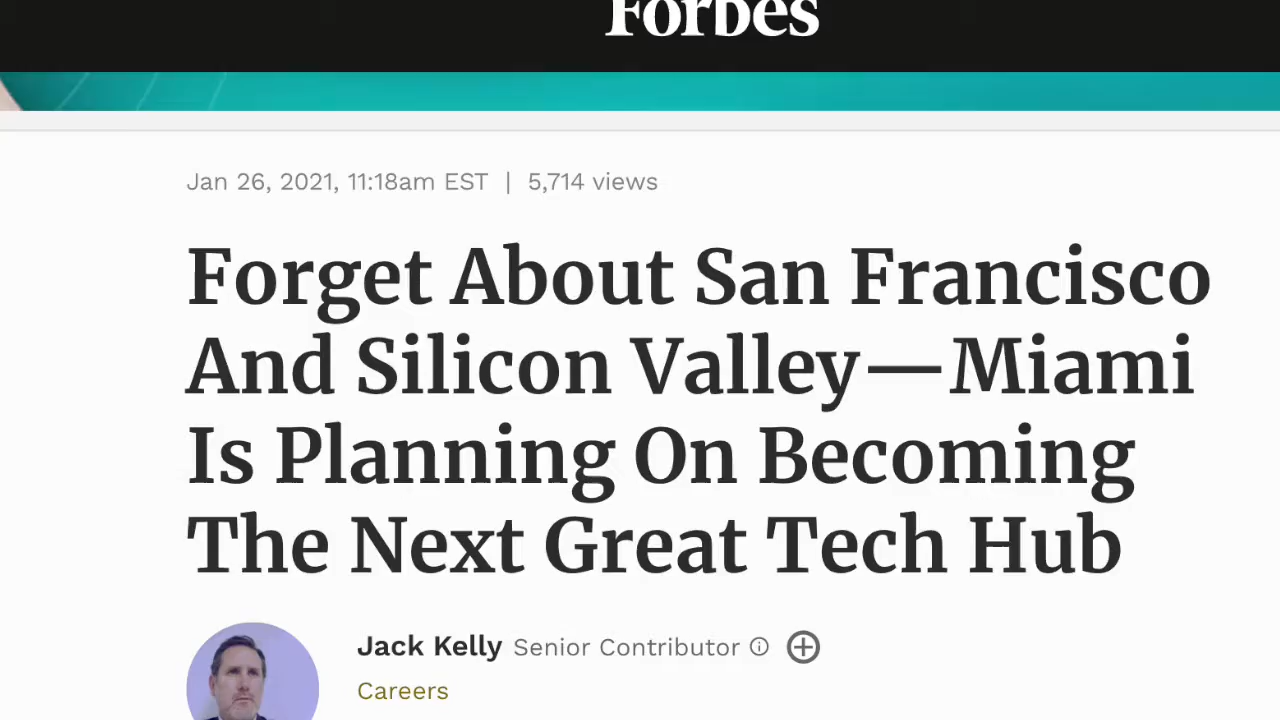 Forbes
Jan 26, 2021, 11:18am EST | 5,714 views
Forget About San Francisco
And Silicon Valley—Miami
Is Planning On Becoming
The Next Great Tech Hub
Jack Kelly Senior Contributor
Careers